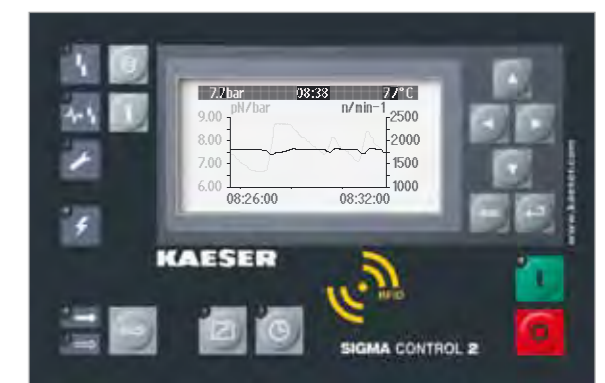 7.7bar 08:33 77°C
pN/bar n/min-1
9.00 2500
8.00 2000
7.00 1500
6.00 1000
08:26:00 08:32:00
www.kaeser.com
KAESER
RFID
SIGMA CONTROL 2